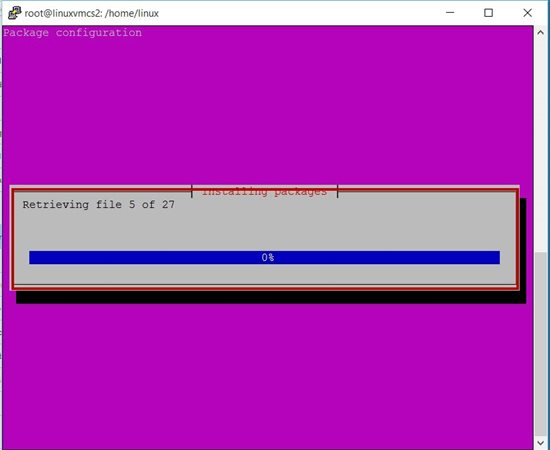 root@linuxvmcs2: /home/linux
Package configuration
Installing packages
Retrieving file 5 of 27
0%